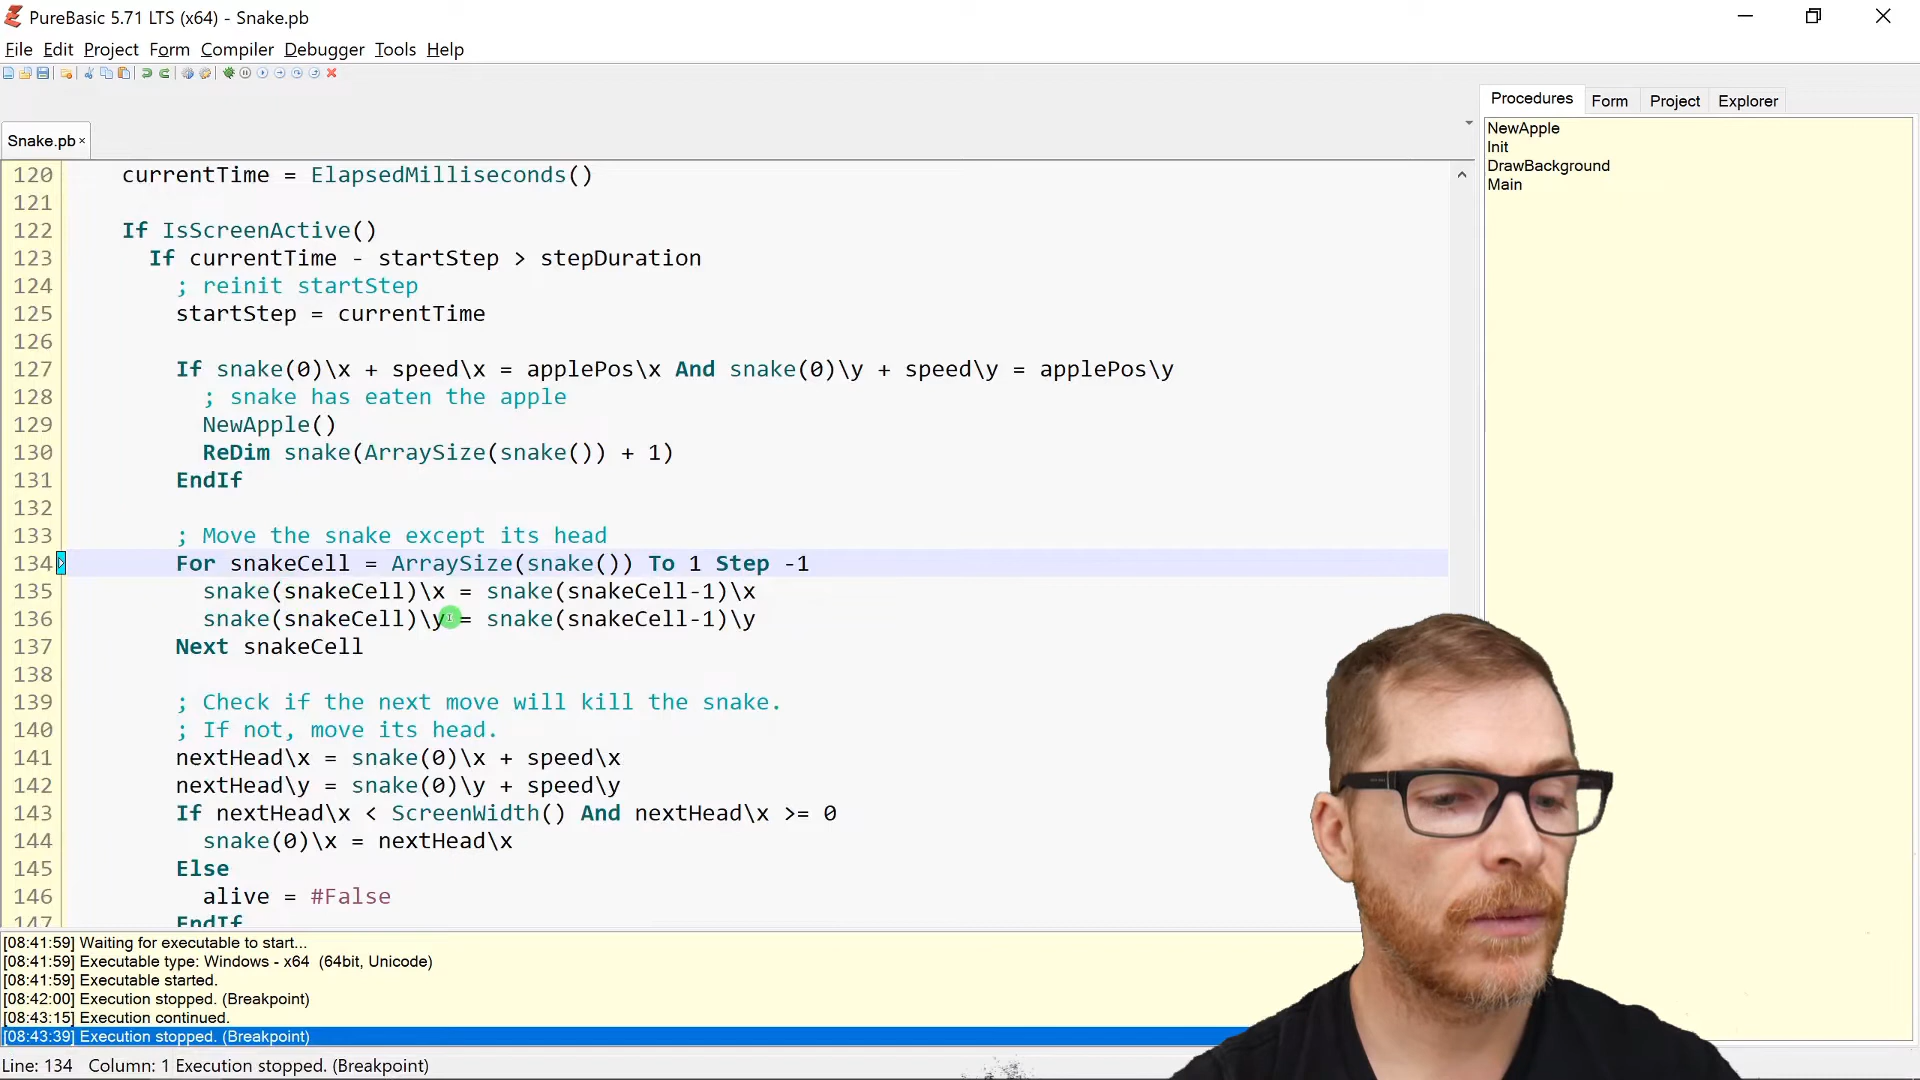 PureBasic 5.71 LTS (x64) - Snake.pb
File Edit Project Form Compiler Debugger Tools Help
Snake.pb
Procedures Form Project Explorer
NewApple
Init
DrawBackground
Main
120 currentTime = ElapsedMilliseconds()
121
122 If IsScreenActive()
123 If currentTime - startStep > stepDuration
124 ; reinit startStep
125 startStep = currentTime
126
127 If snake(0)\x + speed\x = applePos\x And snake(0)\y + speed\y = applePos\y
128 ; snake has eaten the apple
129 NewApple()
130 ReDim snake(ArraySize(snake()) + 1)
131 EndIf
132
133 ; Move the snake except its head
134 For snakeCell = ArraySize(snake()) To 1 Step -1
135 snake(snakeCell)\x = snake(snakeCell-1)\x
136 snake(snakeCell)\y = snake(snakeCell-1)\y
137 Next snakeCell
138
139 ; Check if the next move will kill the snake.
140 ; If not, move its head.
141 nextHead\x = snake(0)\x + speed\x
142 nextHead\y = snake(0)\y + speed\y
143 If nextHead\x < ScreenWidth() And nextHead\x >= 0
144 snake(0)\x = nextHead\x
145 Else
146 alive = #False
147 EndIf
[08:41:59] Waiting for executable to start...
[08:41:59] Executable type: Windows - x64 (64bit, Unicode)
[08:41:59] Executable started.
[08:42:00] Execution stopped. (Breakpoint)
[08:43:15] Execution continued.
[08:43:39] Execution stopped. (Breakpoint)
Line: 134 Column: 1 Execution stopped. (Breakpoint)